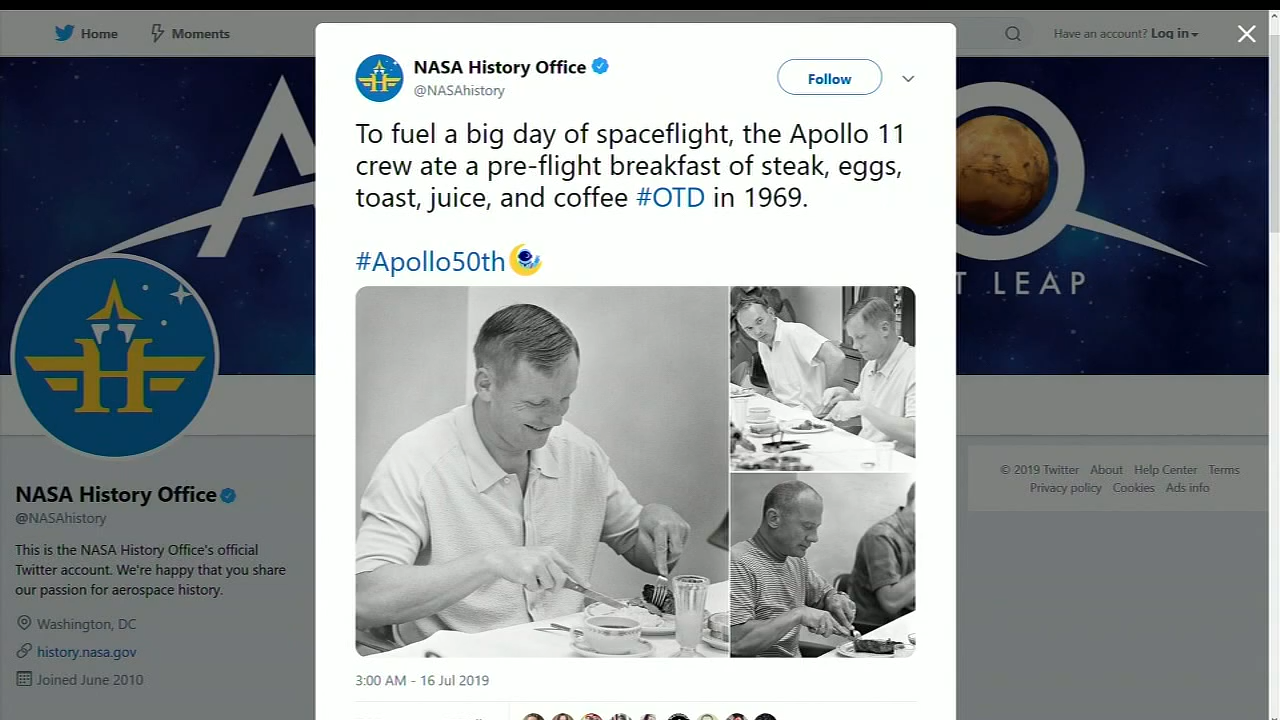 Home
Moments
Have an account? Log in
NASA History Office
@NASAhistory
Follow
To fuel a big day of spaceflight, the Apollo 11
crew ate a pre-flight breakfast of steak, eggs,
toast, juice, and coffee #OTD in 1969.
#Apollo50th
3:00 AM - 16 Jul 2019
T LEAP
NASA History Office
@NASAhistory
This is the NASA History Office's official
Twitter account. We're happy that you share
our passion for aerospace history.
Washington, DC
history.nasa.gov
Joined June 2010
© 2019 Twitter About Help Center Terms
Privacy policy Cookies Ads info